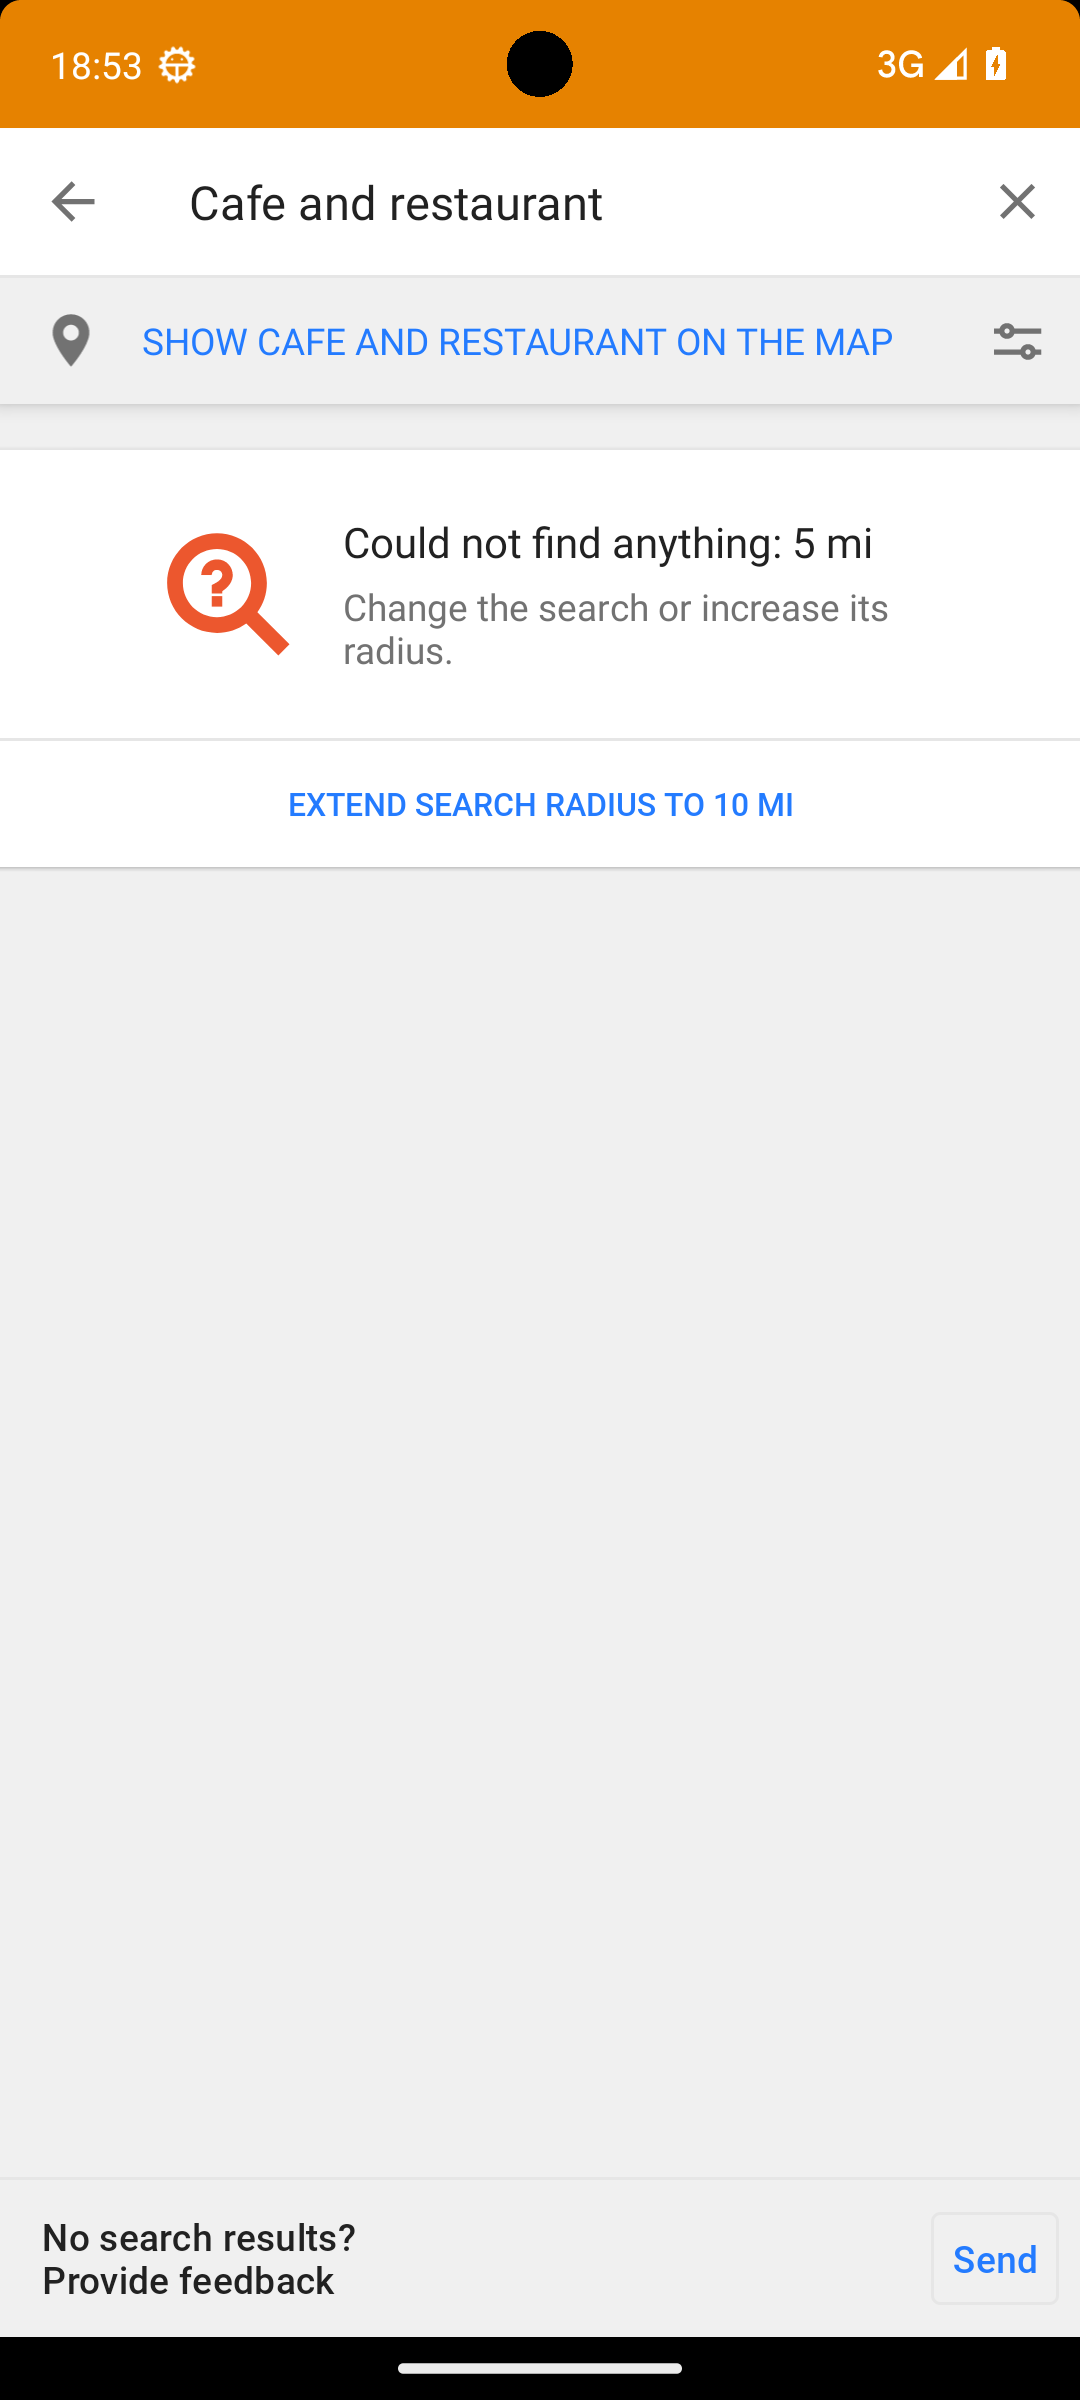 18:53
3G
Cafe and restaurant
SHOW CAFE AND RESTAURANT ON THE MAP
Could not find anything: 5 mi
Change the search or increase its
radius.
EXTEND SEARCH RADIUS TO 10 MI
No search results?
Provide feedback
Send